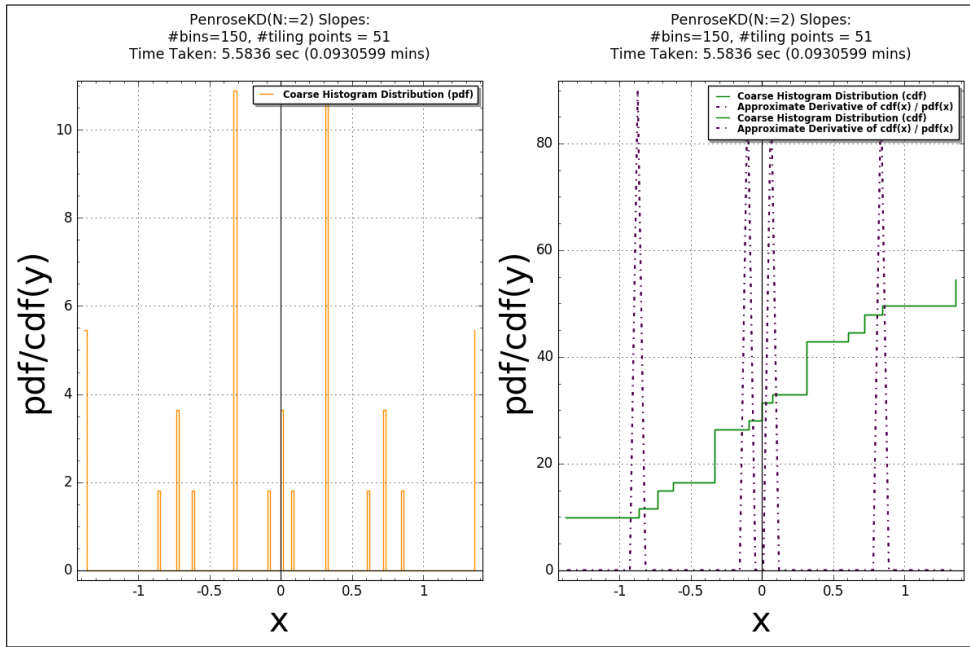 PenroseKD(N:=2) Slopes:
#bins=150, #tiling points = 51
Time Taken: 5.5836 sec (0.0930599 mins)
Coarse Histogram Distribution (pdf)
pdf/cdf(y)
10
8
6
4
2
0
-1
-0.5
0
0.5
1
x
PenroseKD(N:=2) Slopes:
#bins=150, #tiling points = 51
Time Taken: 5.5836 sec (0.0930599 mins)
Coarse Histogram Distribution (cdf)
Approximate Derivative of cdf(x) / pdf(x)
Coarse Histogram Distribution (cdf)
Approximate Derivative of cdf(x) / pdf(x)
pdf/cdf(y)
80
60
40
20
0
-1
-0.5
0
0.5
1
x